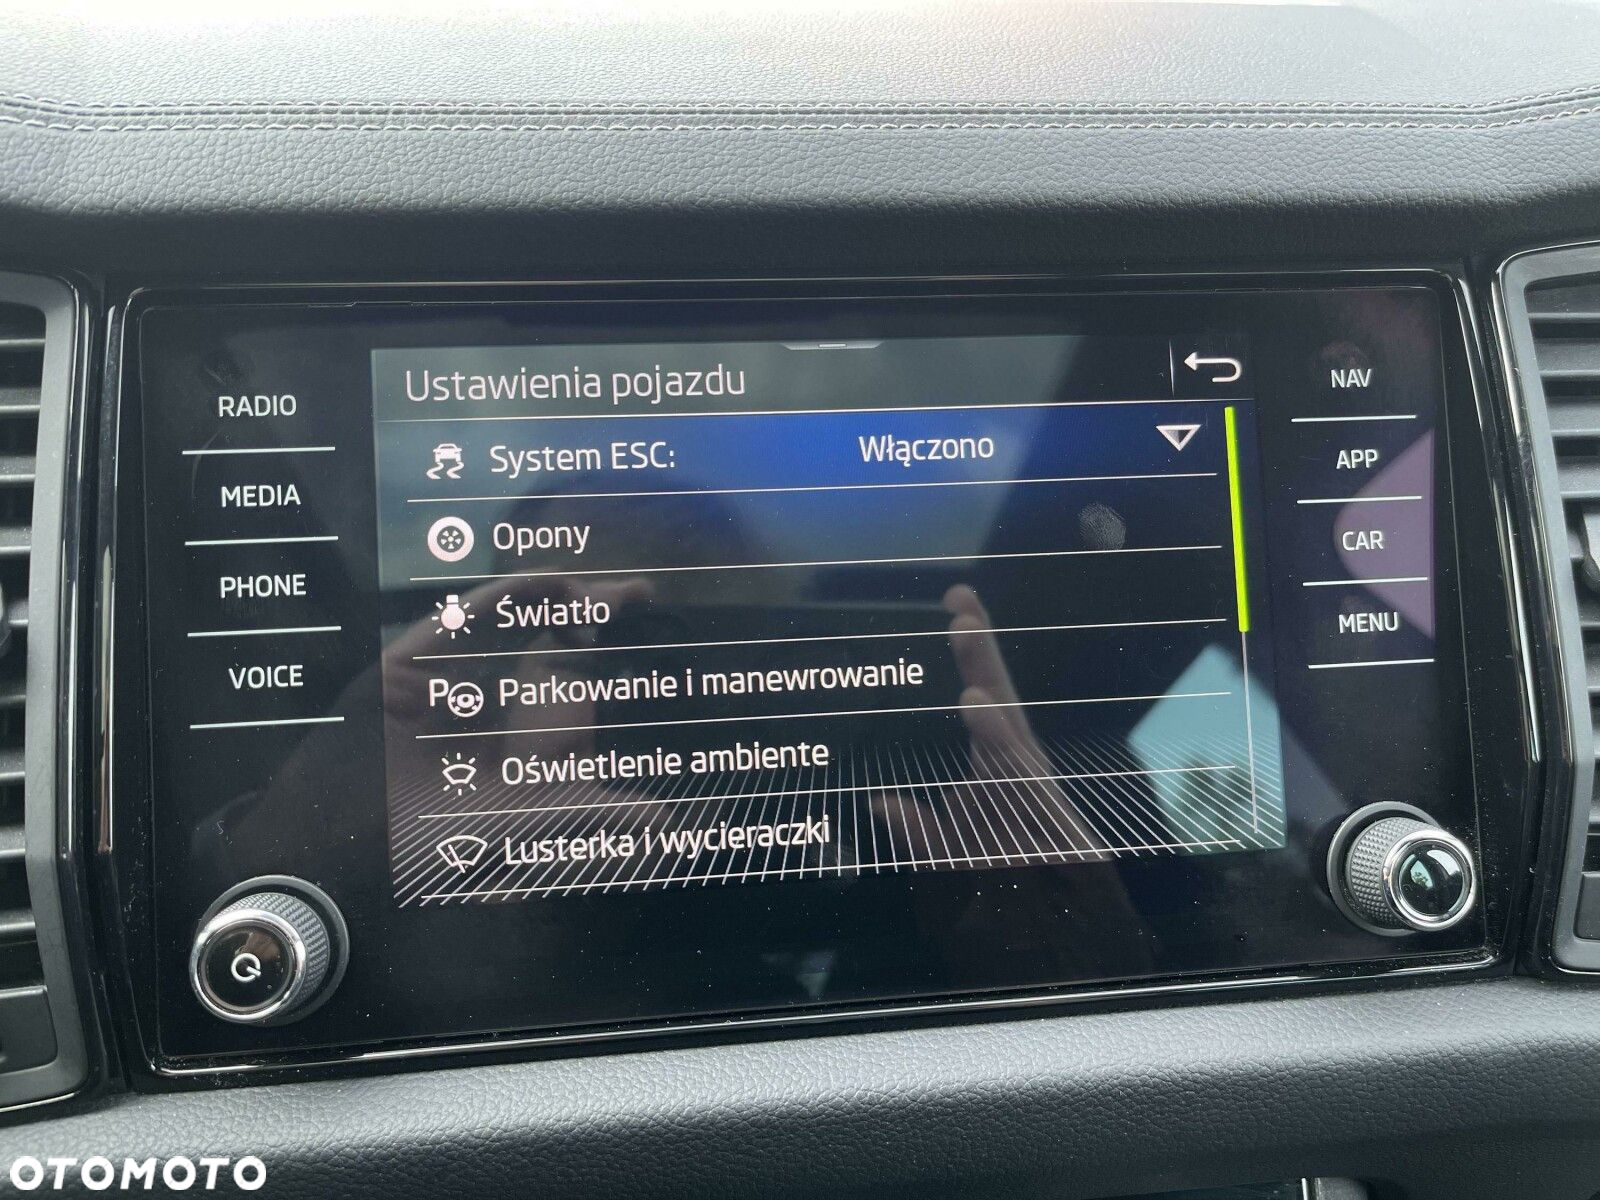 RADIO
MEDIA
PHONE
VOICE
Ustawienia pojazdu
System ESC: Włączono
Opony
Światło
P Parkowanie i manewrowanie
Oświetlenie ambiente
Lusterka i wycieraczki
NAV
APP
CAR
MENU
OTOMOTO